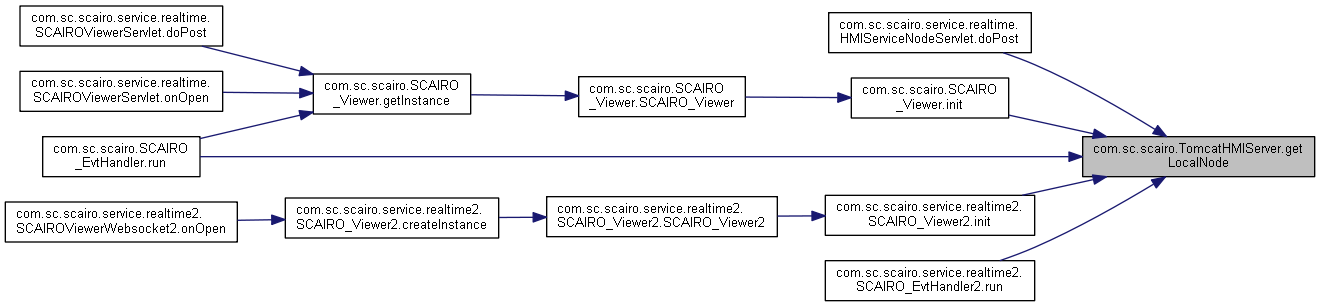 com.sc.scairo.service.realtime.
SCAIROViewerServlet.doPost
com.sc.scairo.service.realtime.
SCAIROViewerServlet.onOpen
com.sc.scairo.SCAIRO
_EvtHandler.run
com.sc.scairo.service.realtime2.
SCAIROViewerWebsocket2.onOpen
com.sc.scairo.SCAIRO
_Viewer.getInstance
com.sc.scairo.service.realtime2.
SCAIRO_Viewer2.createInstance
com.sc.scairo.SCAIRO
_Viewer.SCAIRO_Viewer
com.sc.scairo.service.realtime2.
SCAIRO_Viewer2.SCAIRO_Viewer2
com.sc.scairo.service.realtime.
HMIServiceNodeServlet.doPost
com.sc.scairo.SCAIRO
_Viewer.init
com.sc.scairo.service.realtime2.
SCAIRO_Viewer2.init
com.sc.scairo.service.realtime2.
SCAIRO_EvtHandler2.run
com.sc.scairo.TomcatHMIServer.get
LocalNode